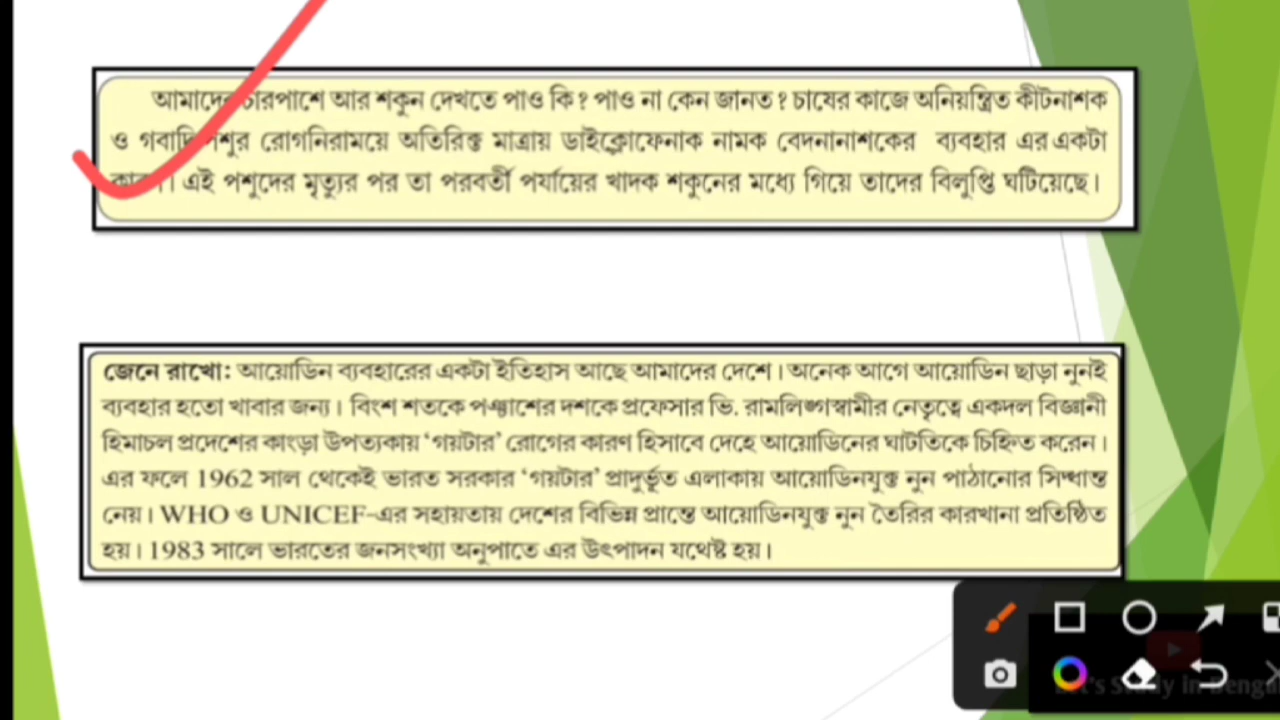 আমাদের চারপাশে আর শকুন দেখতে পাও কি? পাও না কেন জানত? চাষের কাজে অনিয়ন্ত্রিত কীটনাশক
ও গবাদি পশুর রোগনিরাময়ে অতিরিক্ত মাত্রায় ডাইক্লোফেনাক নামক বেদনানাশকের ব্যবহার এর একটা
কারণ। এই পশুদের মৃত্যুর পর তা পরবর্তী পর্যায়ের খাদক শকুনের মধ্যে গিয়ে তাদের বিলুপ্তি ঘটিয়েছে।
জেনে রাখো: আয়োডিন ব্যবহারের একটা ইতিহাস আছে আমাদের দেশে। অনেক আগে আয়োডিন ছাড়া নুনই
ব্যবহার হতো খাবার জন্য। বিংশ শতকে পঞ্চাশের দশকে প্রফেসার ভি. রামলিঙ্গস্বামীর নেতৃত্বে একদল বিজ্ঞানী
হিমাচল প্রদেশের কাংড়া উপত্যকায় ‘গয়টার’ রোগের কারণ হিসাবে দেহে আয়োডিনের ঘাটতিকে চিহ্নিত করেন।
এর ফলে 1962 সাল থেকেই ভারত সরকার ‘গয়টার’ প্রাদুর্ভূত এলাকায় আয়োডিনযুক্ত নুন পাঠানোর সিদ্ধান্ত
নেয়। WHO ও UNICEF-এর সহায়তায় দেশের বিভিন্ন প্রান্তে আয়োডিনযুক্ত নুন তৈরির কারখানা প্রতিষ্ঠিত
হয়। 1983 সালে ভারতের জনসংখ্যা অনুপাতে এর উৎপাদন যথেষ্ট হয়।
Study in